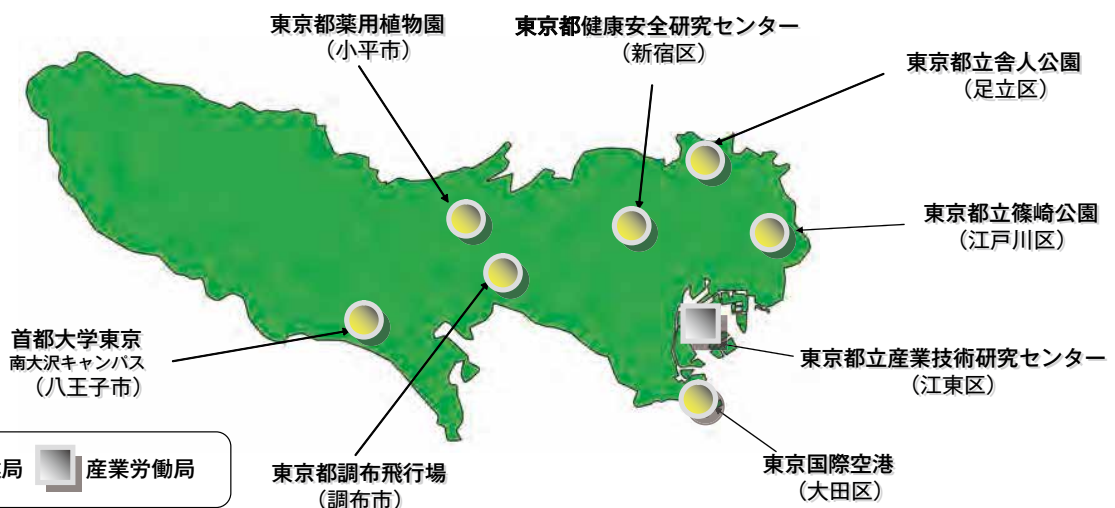 東京都薬用植物園
（小平市）
東京都健康安全研究センター
（新宿区）
東京都立舎人公園
（足立区）
東京都立篠崎公園
（江戸川区）
首都大学東京
南大沢キャンパス
（八王子市）
東京都立産業技術研究センター
（江東区）
東京都調布飛行場
（調布市）
東京国際空港
（大田区）
局 産業労働局